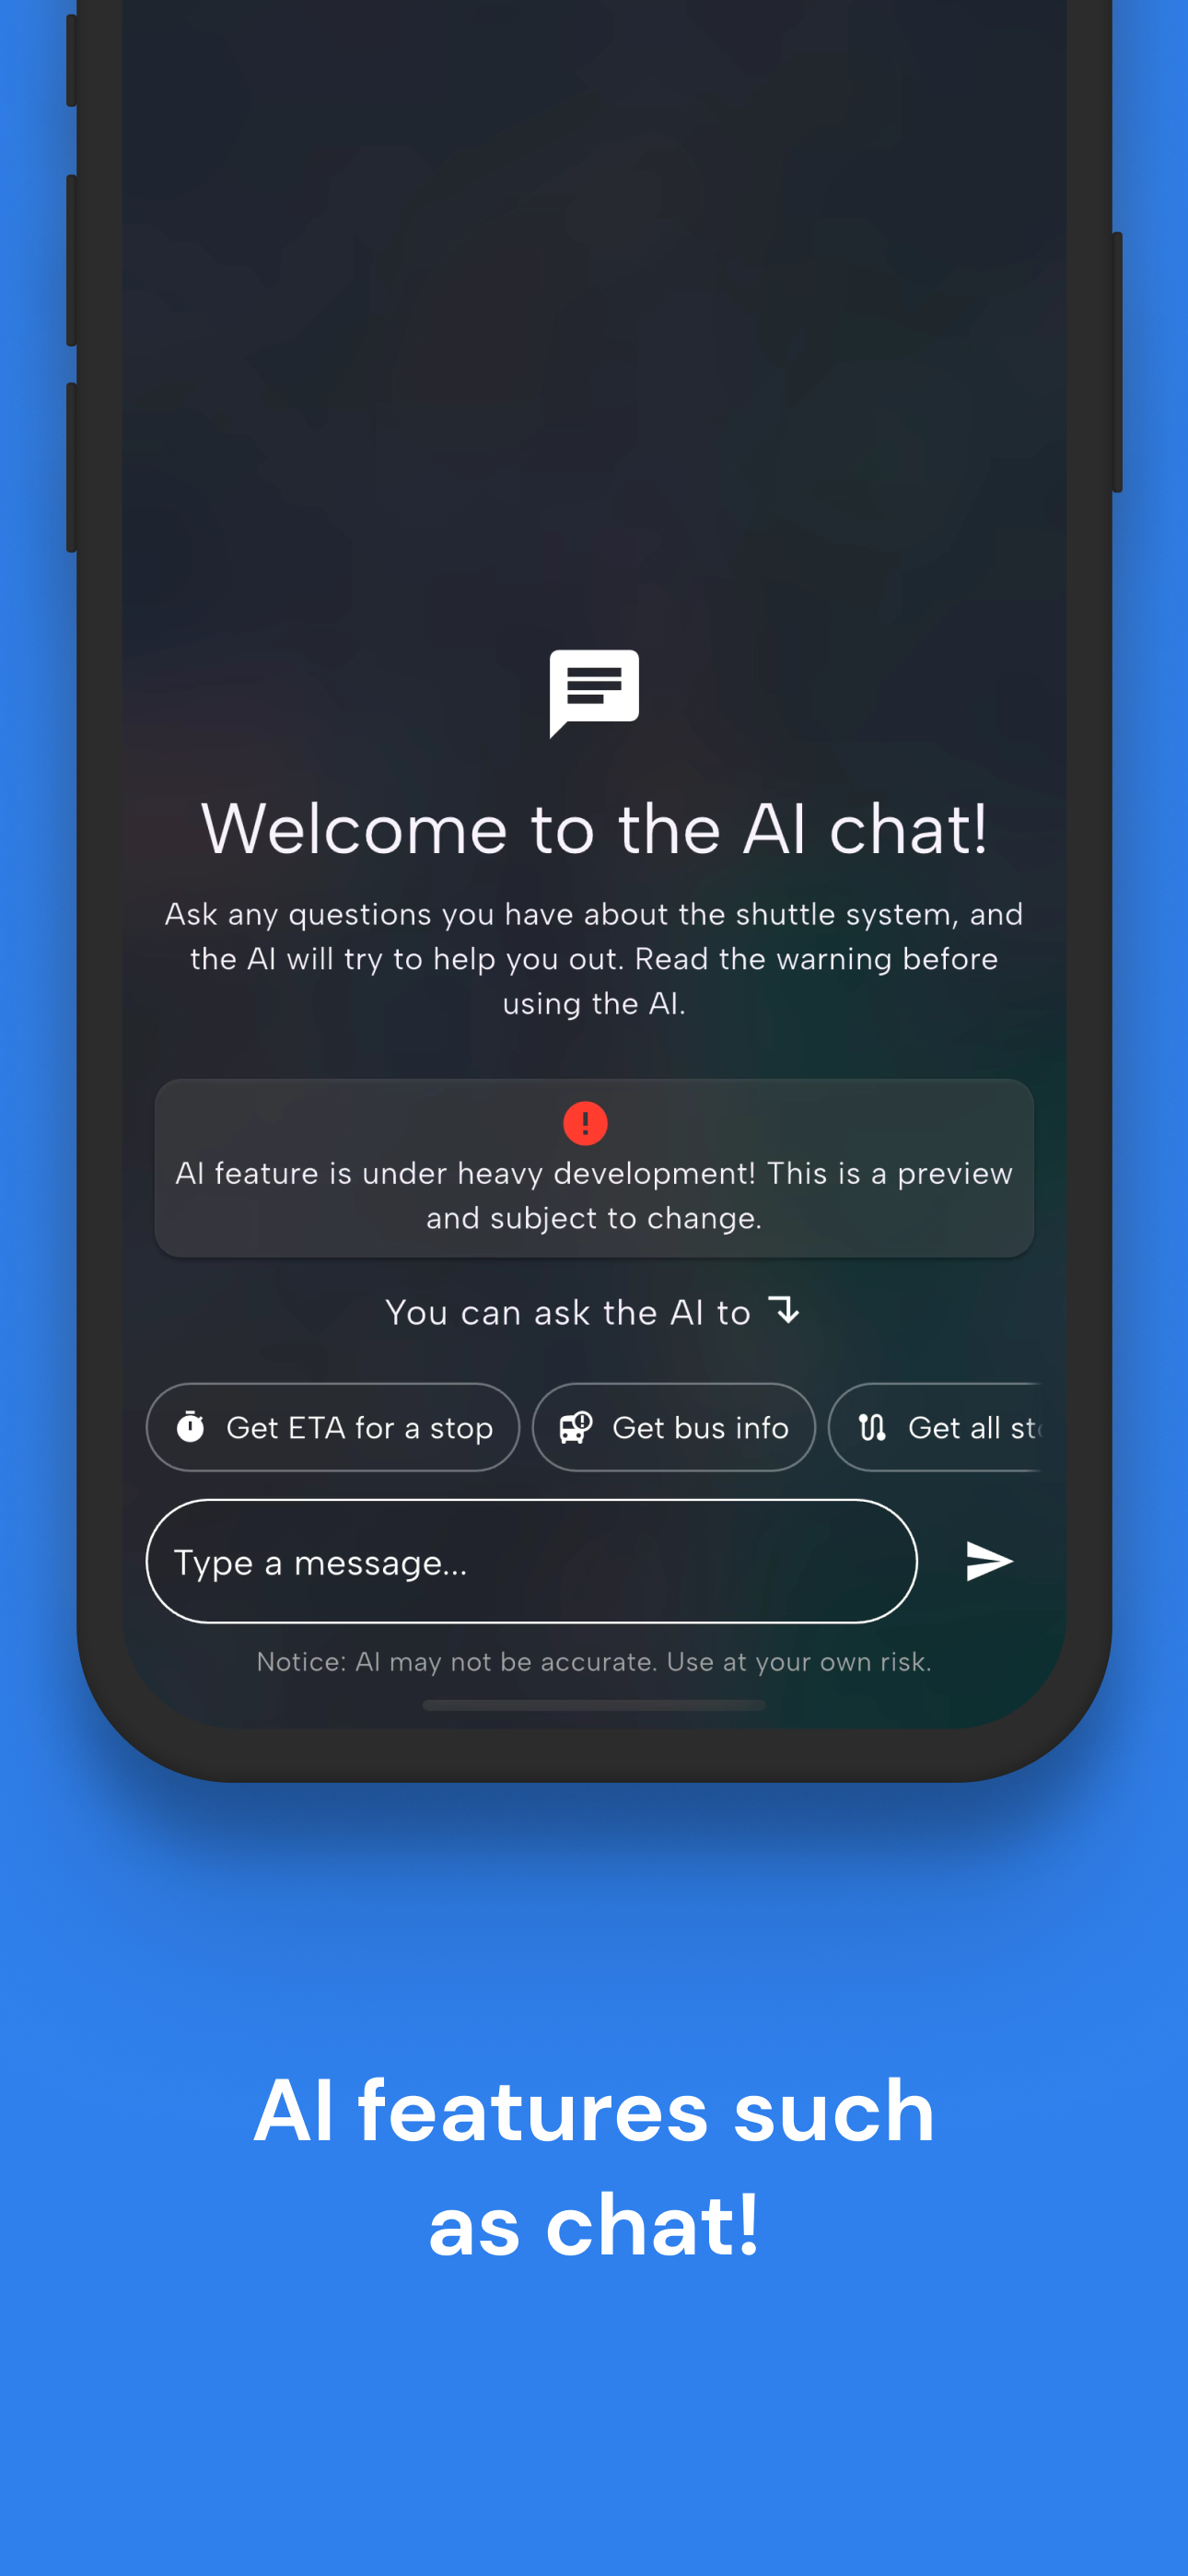 Welcome to the AI chat!
Ask any questions you have about the shuttle system, and
the AI will try to help you out. Read the warning before
using the AI.
AI feature is under heavy development! This is a preview
and subject to change.
You can ask the AI to
Get ETA for a stop
Get bus info
Get all
Type a message...
Notice: AI may not be accurate. Use at your own risk.
AI features such
as chat!